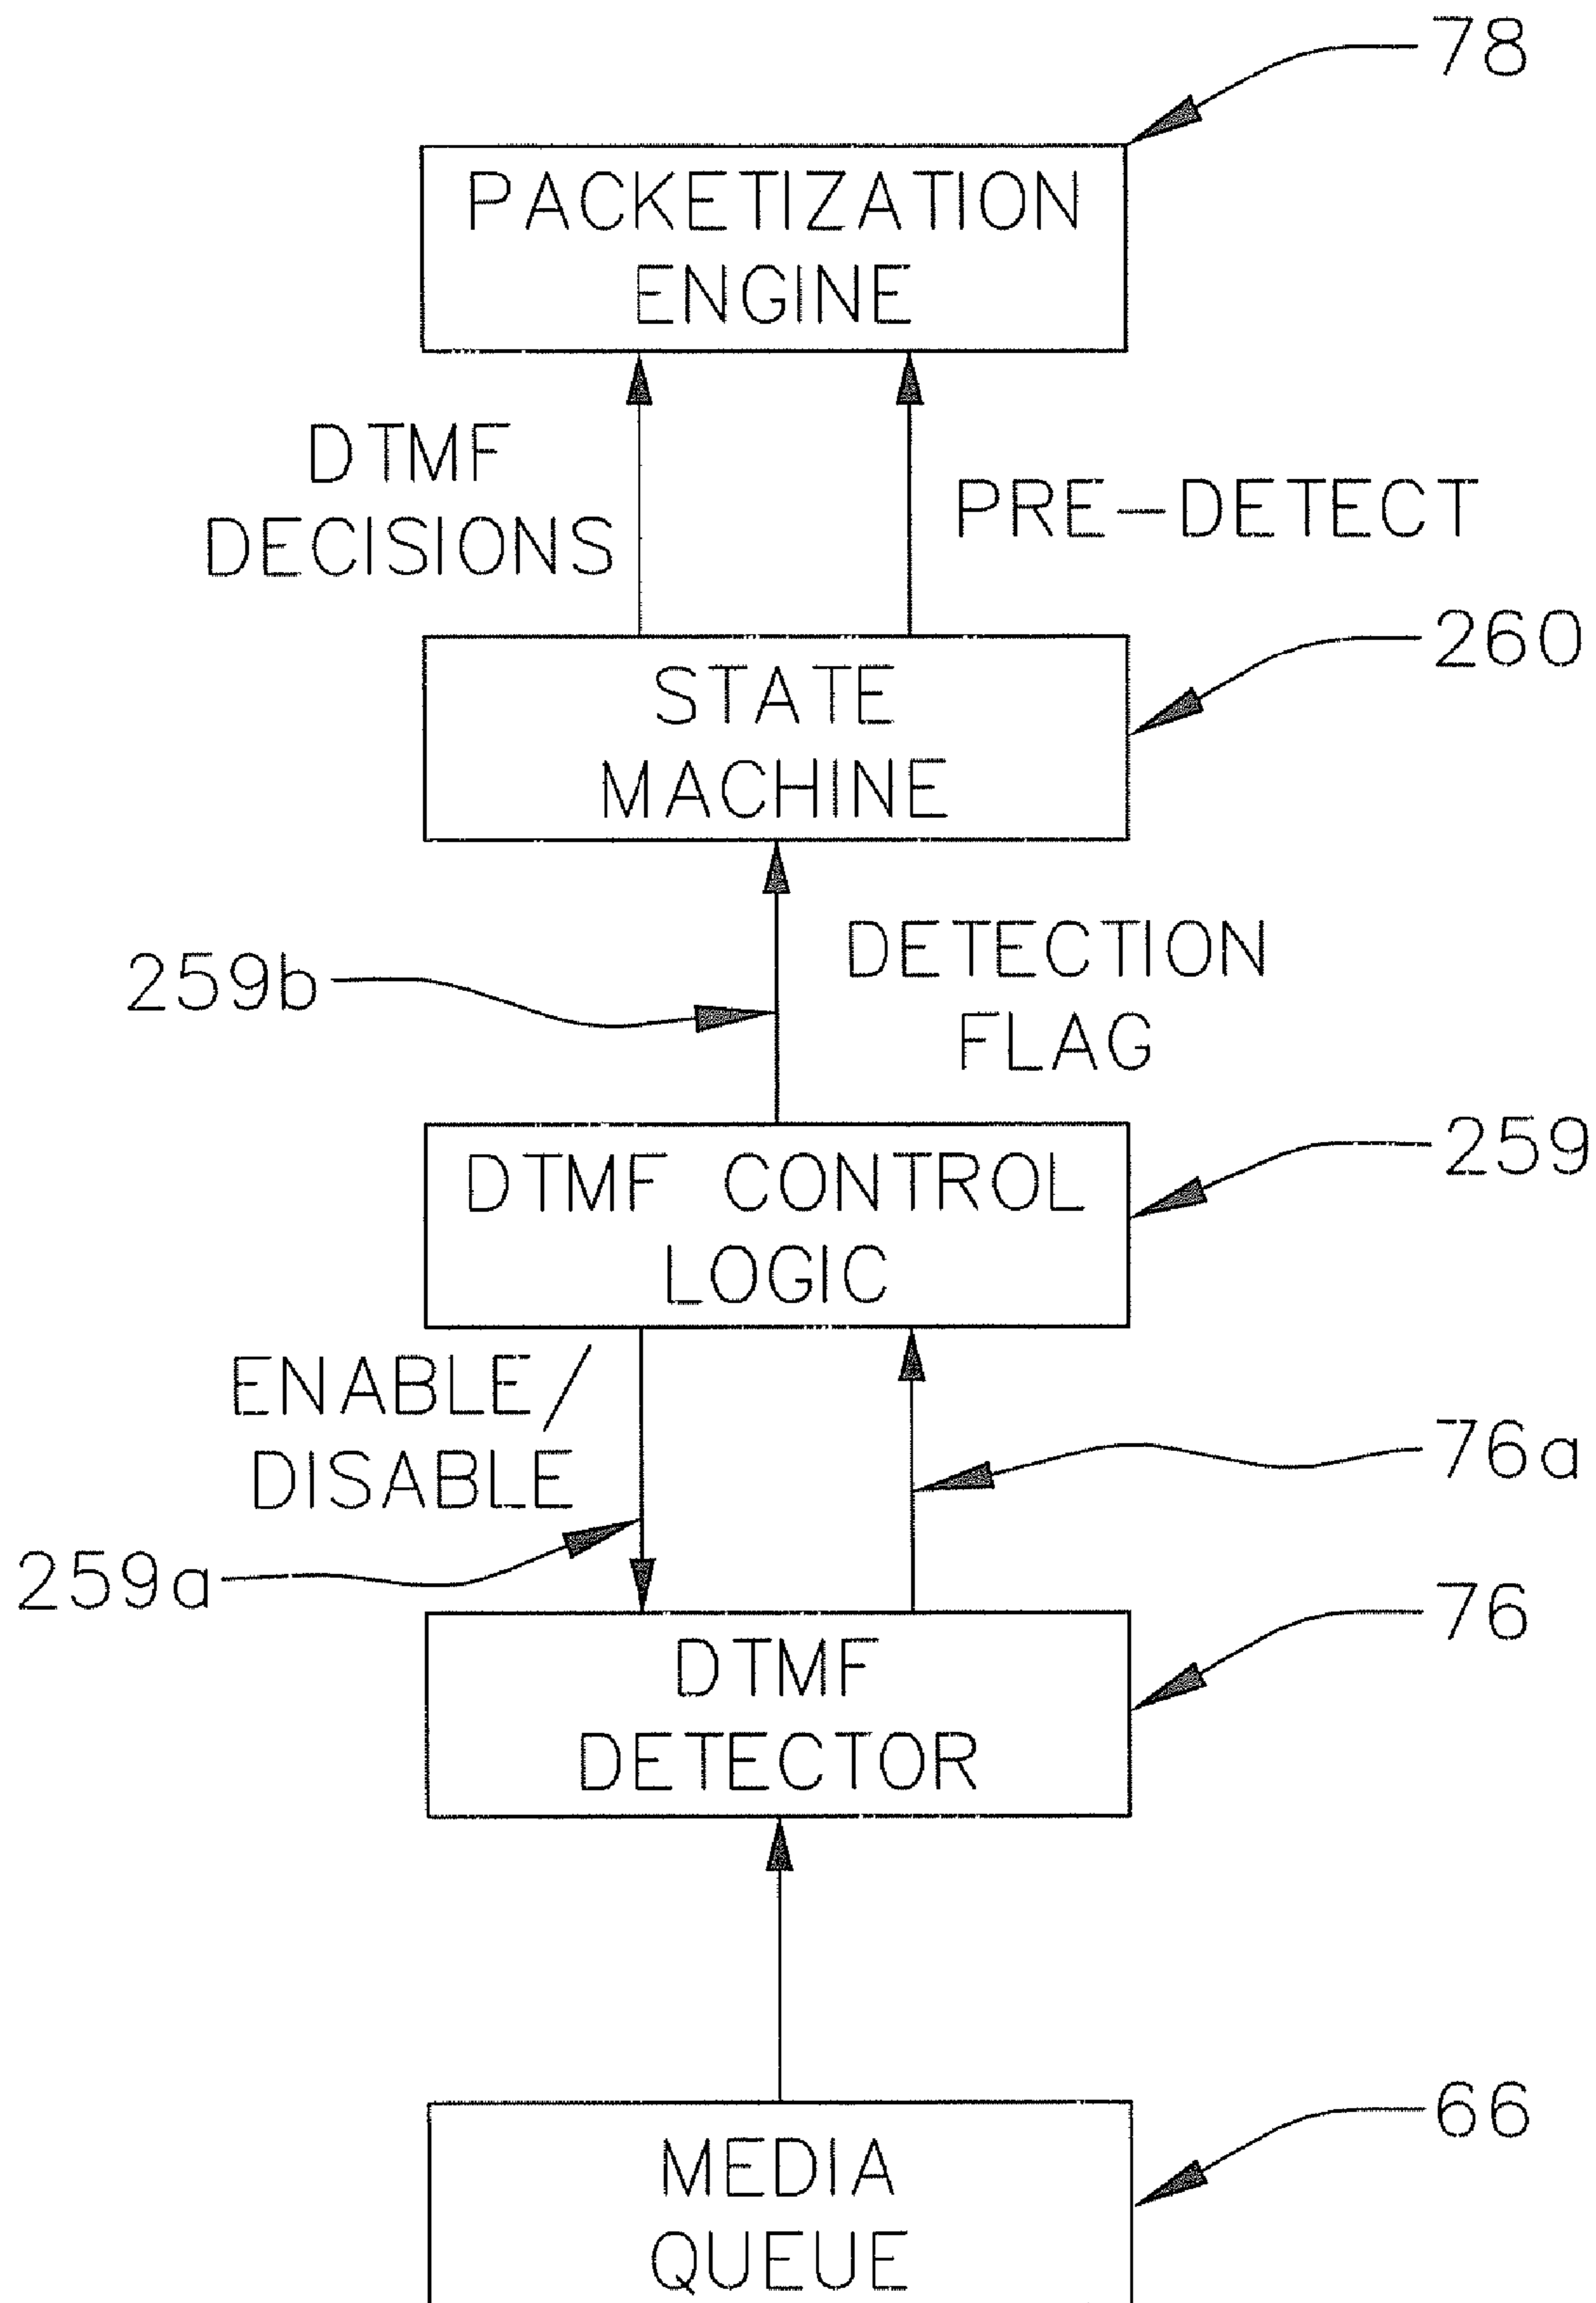 78
PACKETIZATION
ENGINE
DTMF
DECISIONS
PRE-DETECT
260
STATE
MACHINE
259b
DETECTION
FLAG
259
DTMF CONTROL
LOGIC
ENABLE/
DISABLE
76a
259a
76
DTMF
DETECTOR
66
MEDIA
QUEUE